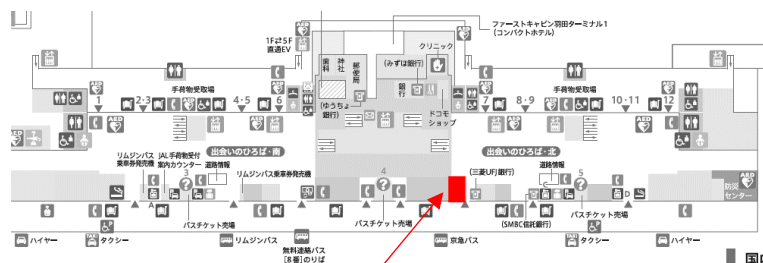 ファーストキャビン羽田ターミナル1
(コンパクトホテル)
1F⇄5F
直通EV
クリニック
歯科
神社
郵便局
(みずほ銀行)
銀行
(ゆうちょ
銀行)
ドコモ
ショップ
手荷物受取場
手荷物受取場
AED
1
2・3
4・5
6
7
8・9
10・11
12
出会いのひろば・南
出会いのひろば・北
リムジンバス
乗車券発売機
JAL手荷物受付
案内カウンター
道路情報
リムジンバス乗車券発売機
(三菱UFJ銀行)
道路情報
3
4
5
A
C
D
バスチケット売場
バスチケット売場
バスチケット売場
(SMBC信託銀行)
防災
センター
AED
ハイヤー
TAXI
タクシー
リムジンバス
無料連絡バス
[8番]のりば
京急バス
TAXI
タクシー
ハイヤー